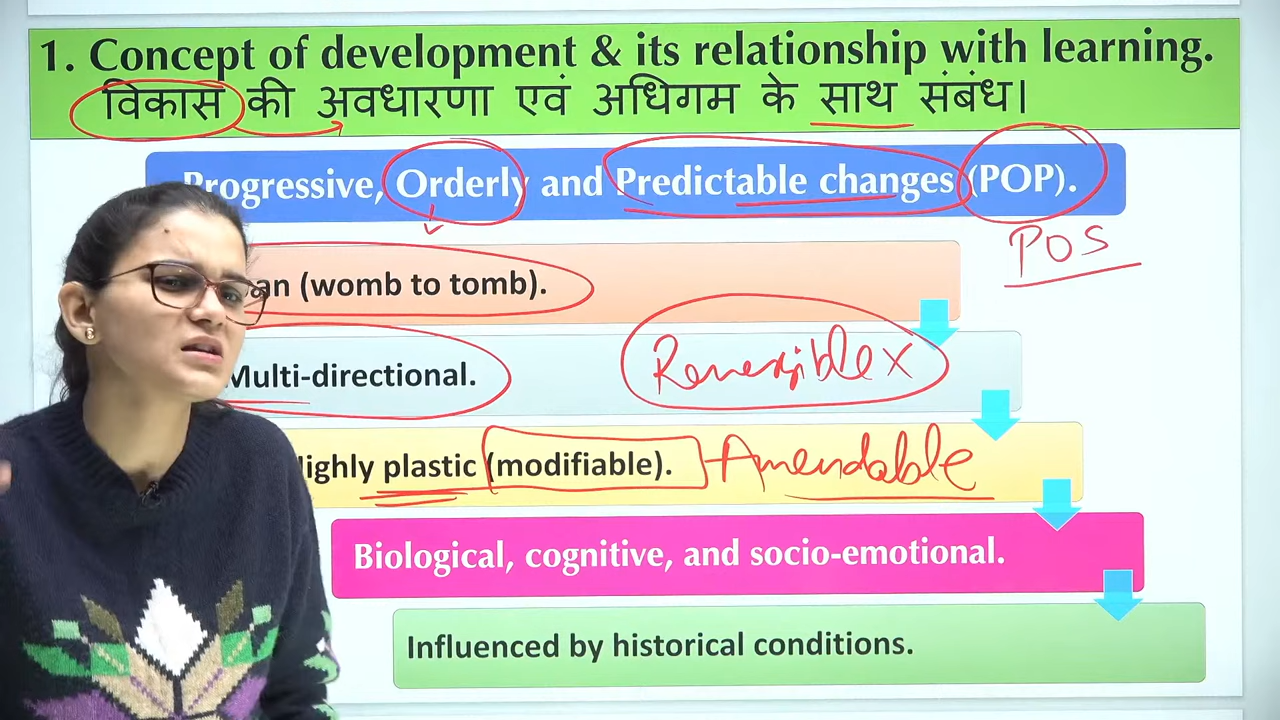 1. Concept of development & its relationship with learning.
विकास की अवधारणा एवं अधिगम के साथ संबंध।
Progressive, Orderly and Predictable changes (POP).
POS
an (womb to tomb).
Multi-directional.
Reversible x
Highly plastic (modifiable). Amendable
Biological, cognitive, and socio-emotional.
Influenced by historical conditions.